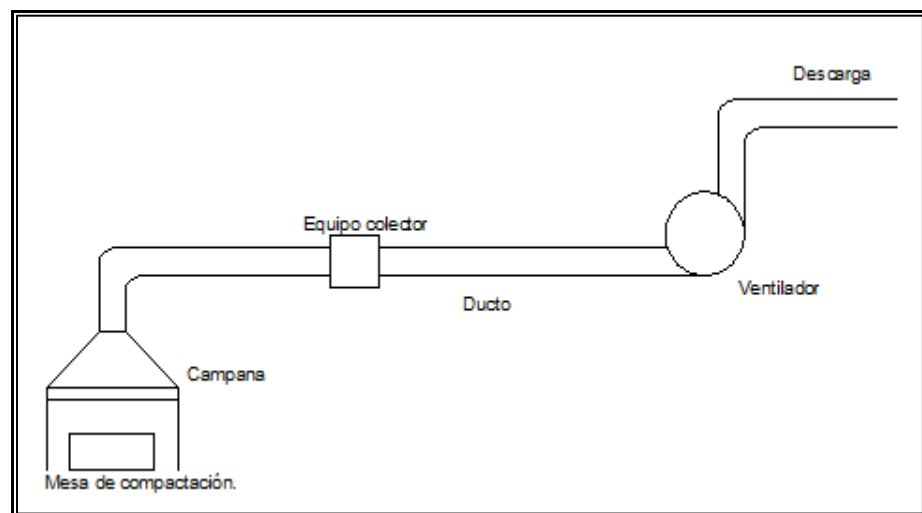 Descarga
Equipo colector
Ventilador
Ducto
Campana
Mesa de compactación.